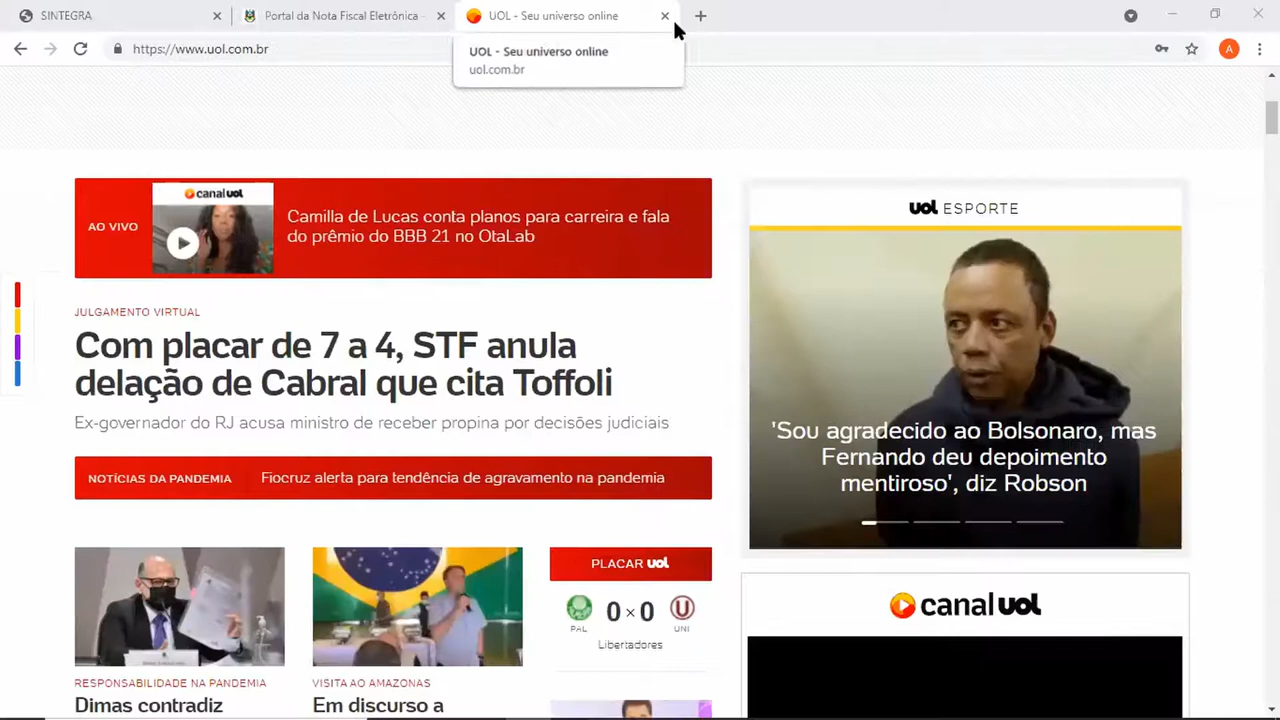 SINTEGRA
Portal da Nota Fiscal Eletrônica -
UOL - Seu universo online
https://www.uol.com.br
A
UOL - Seu universo online
uol.com.br
AO VIVO
canal uol
Camilla de Lucas conta planos para carreira e fala
do prêmio do BBB 21 no OtaLab
JULGAMENTO VIRTUAL
Com placar de 7 a 4, STF anula
delação de Cabral que cita Toffoli
Ex-governador do RJ acusa ministro de receber propina por decisões judiciais
NOTÍCIAS DA PANDEMIA
Fiocruz alerta para tendência de agravamento na pandemia
RESPONSABILIDADE NA PANDEMIA
Dimas contradiz
VISITA AO AMAZONAS
Em discurso a
PLACAR uol
0 × 0
PAL
UNI
Libertadores
uol ESPORTE
'Sou agradecido ao Bolsonaro, mas
Fernando deu depoimento
mentiroso', diz Robson
canal uol